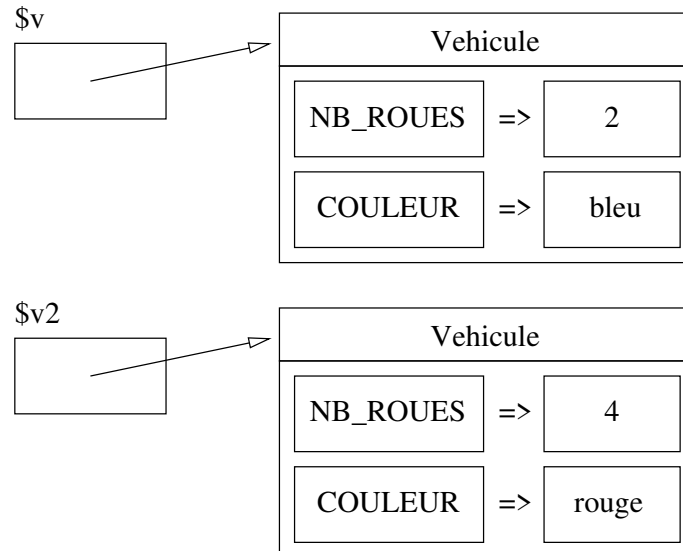 $v
Vehicule
NB_ROUES => 2
COULEUR => bleu
$v2
Vehicule
NB_ROUES => 4
COULEUR => rouge